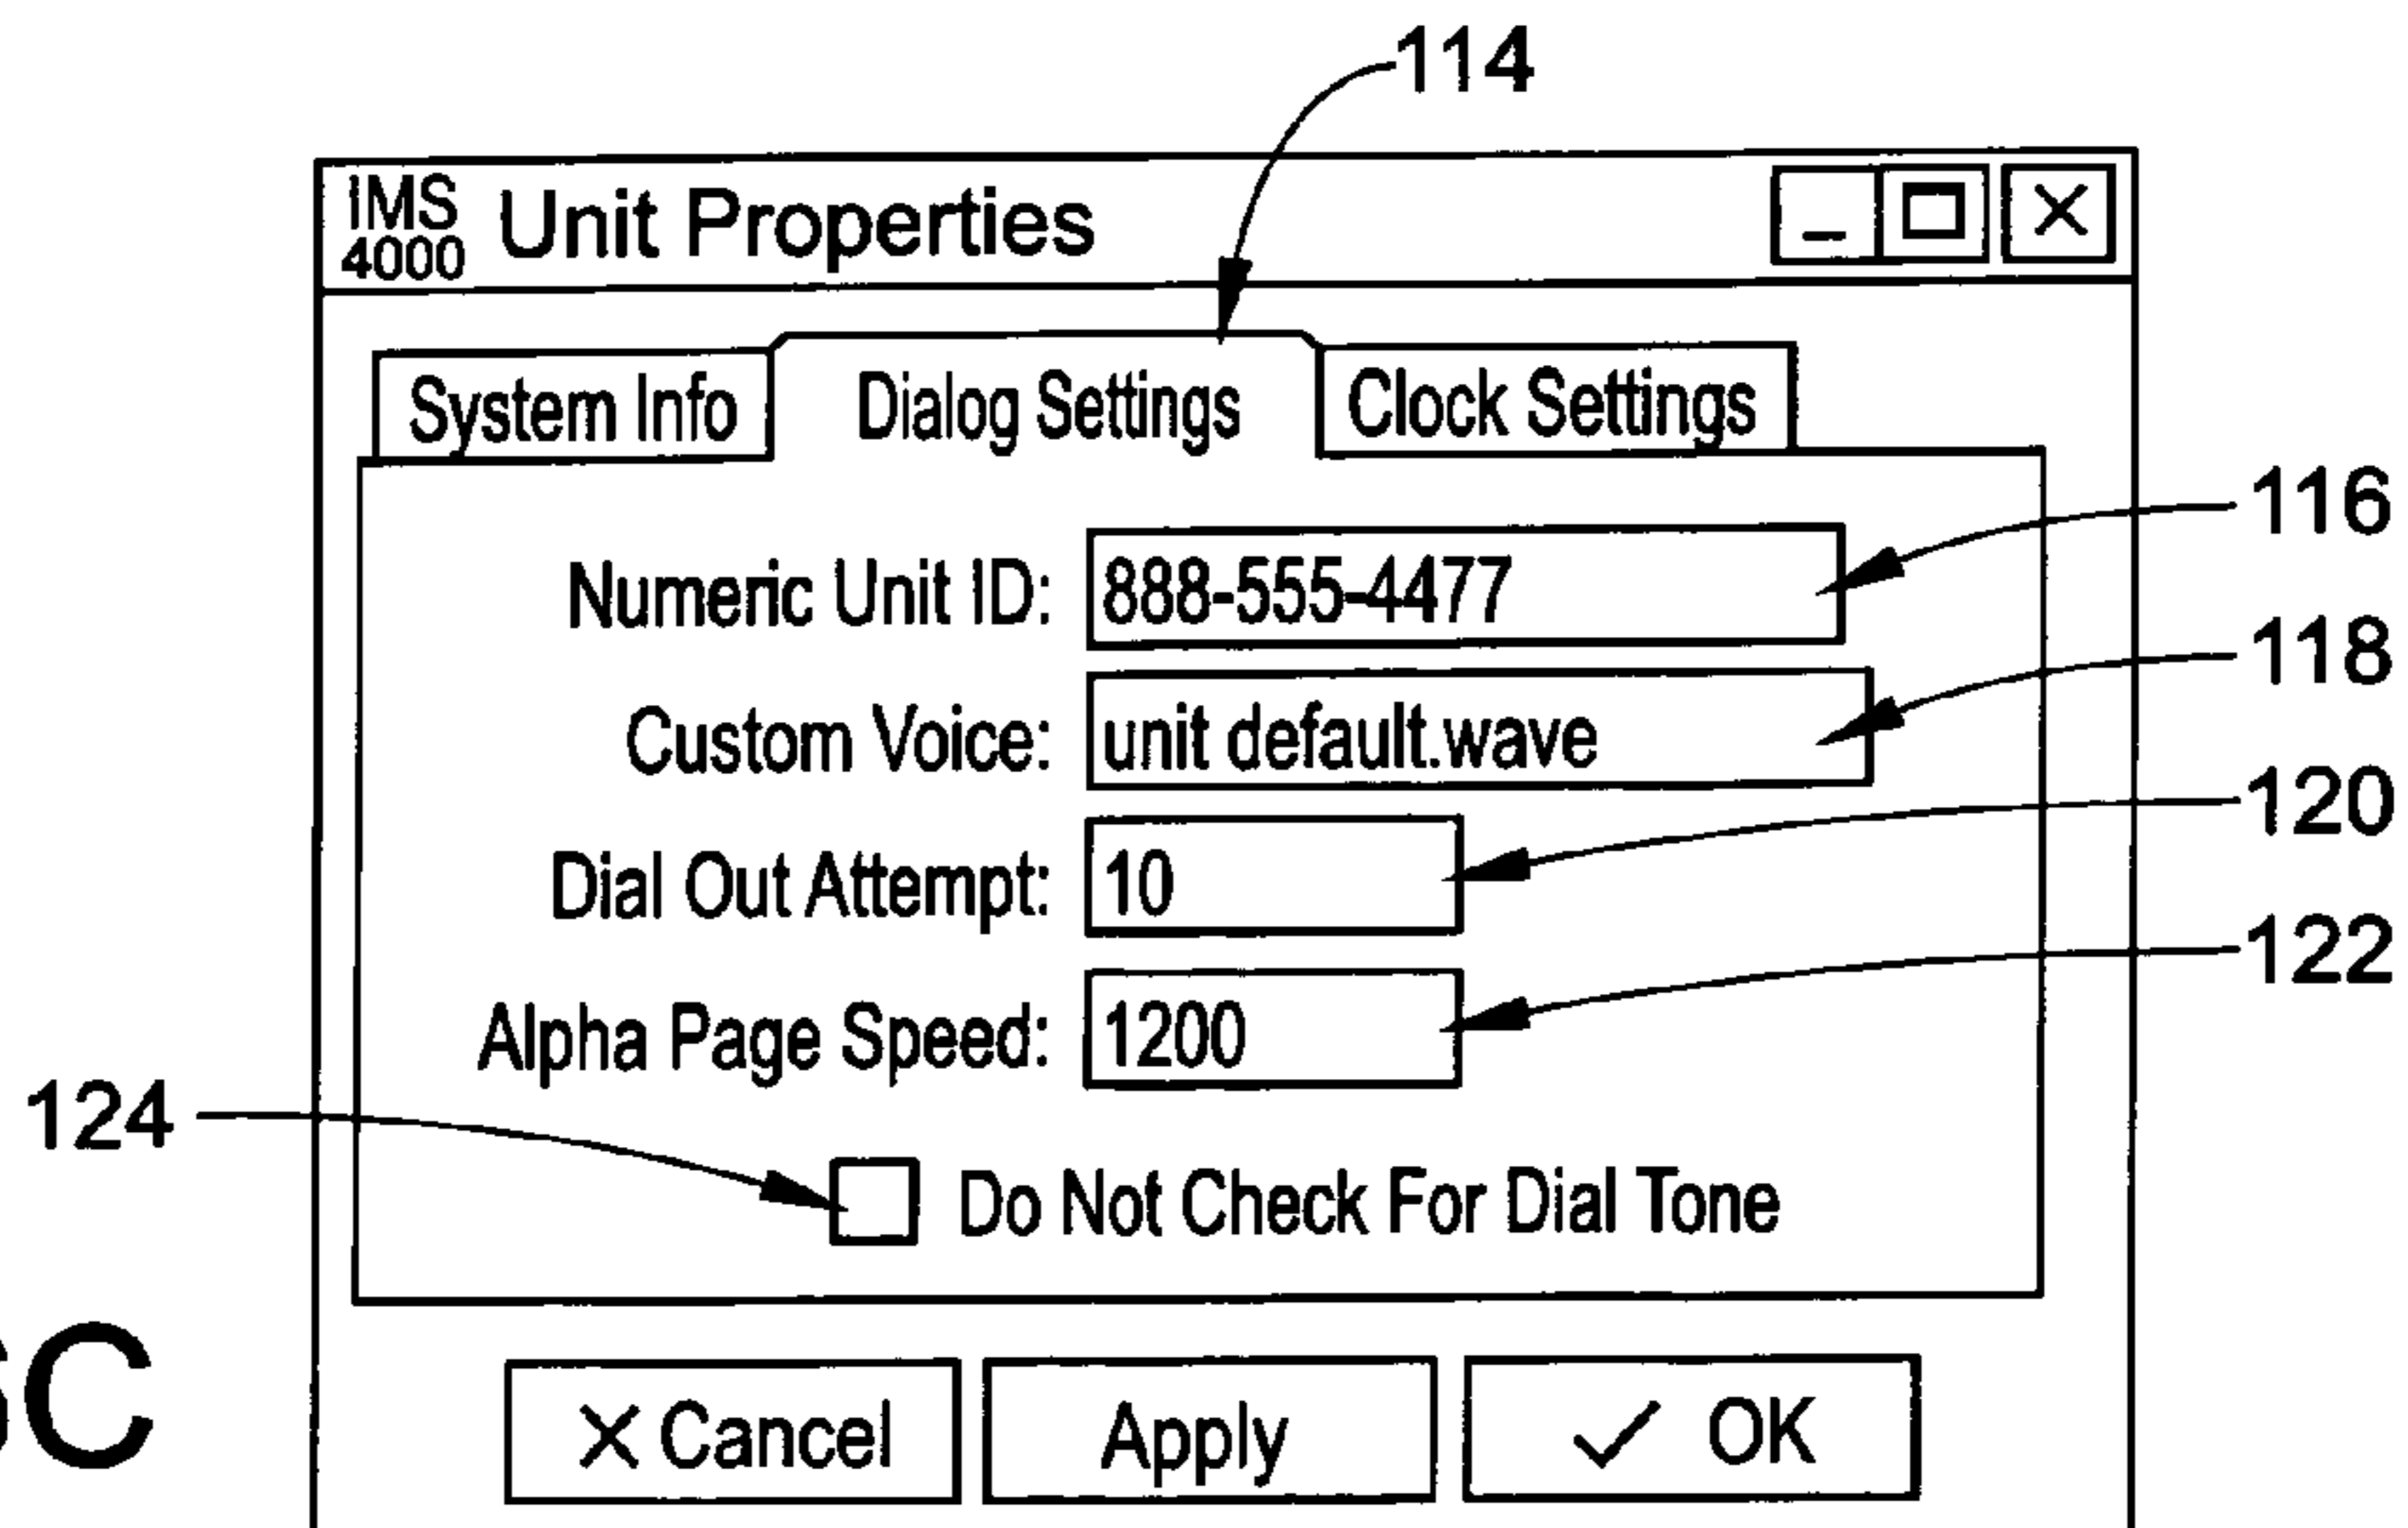 114
IMS 4000 Unit Properties
System Info Dialog Settings Clock Settings
Numeric Unit ID: 888-555-4477 116
Custom Voice: unit default.wave 118
Dial Out Attempt: 10 120
Alpha Page Speed: 1200 122
124 Do Not Check For Dial Tone
C
Cancel Apply OK